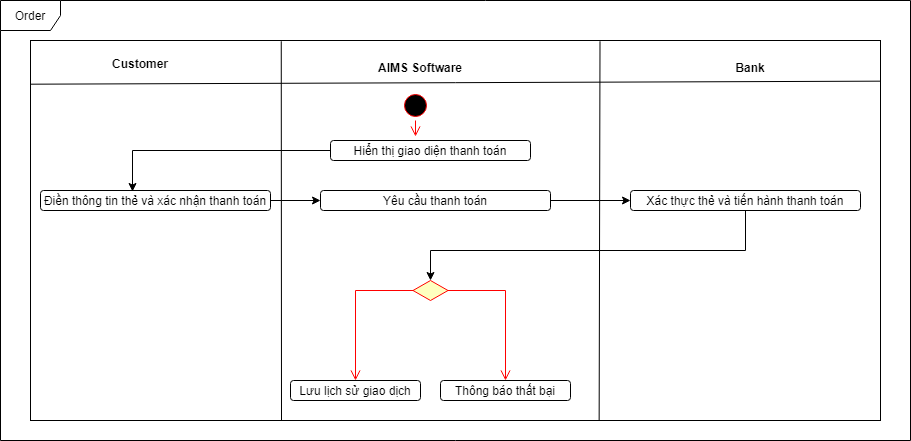 Order
Customer
AIMS Software
Bank
Hiển thị giao diện thanh toán
Điền thông tin thẻ và xác nhận thanh toán
Yêu cầu thanh toán
Xác thực thẻ và tiến hành thanh toán
Lưu lịch sử giao dịch
Thông báo thất bại